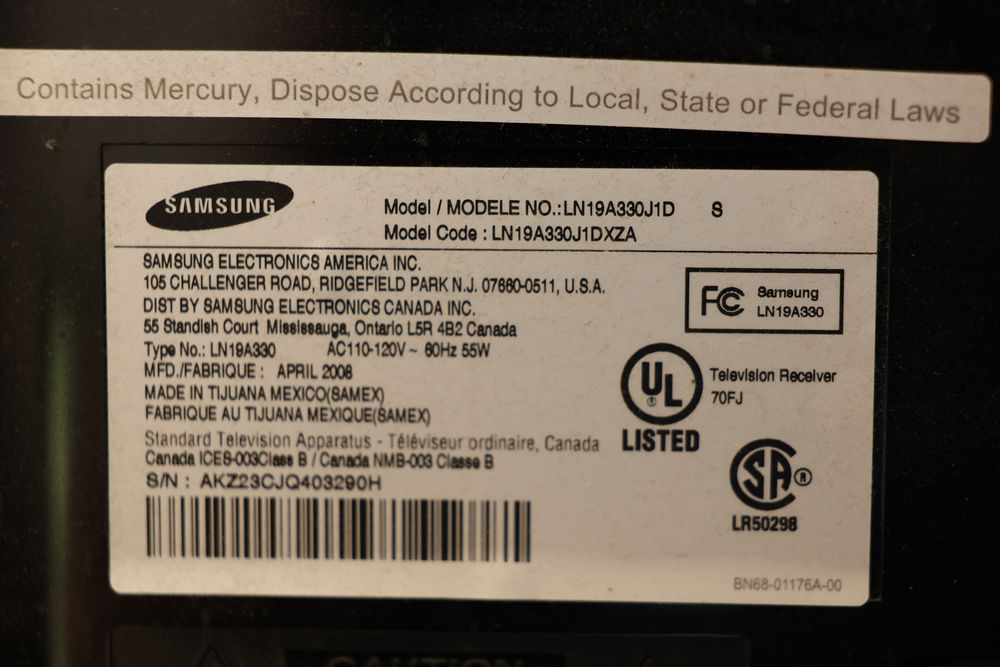 Contains Mercury, Dispose According to Local, State or Federal Laws
SAMSUNG
Model / MODELE NO.:LN19A330J1D S
Model Code : LN19A330J1DXZA
SAMSUNG ELECTRONICS AMERICA INC.
105 CHALLENGER ROAD, RIDGEFIELD PARK N.J. 07660-0511, U.S.A.
DIST BY SAMSUNG ELECTRONICS CANADA INC.
55 Standish Court Mississauga, Ontario L5R 4B2 Canada
Type No.: LN19A330 AC110-120V~ 60Hz 55W
MFD./FABRIQUE : APRIL 2008
MADE IN TIJUANA MEXICO(SAMEX)
FABRIQUE AU TIJUANA MEXIQUE(SAMEX)
Standard Television Apparatus - Téléviseur ordinaire, Canada
Canada ICES-003Class B / Canada NMB-003 Classe B
S/N : AKZ23CJQ403290H
FC Samsung
LN19A330
UL ® Television Receiver
70FJ
LISTED
SA ®
LR50298
BN68-01176A-00
CAUTION